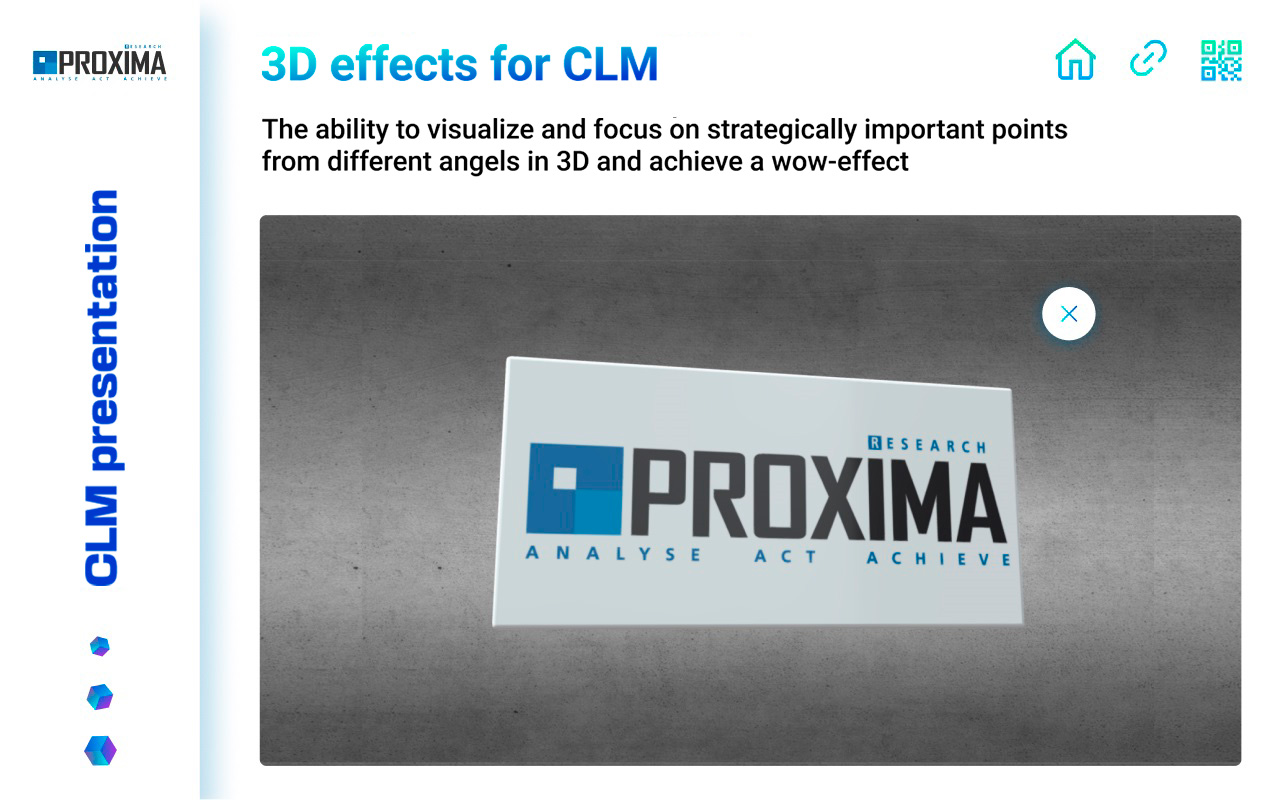 RESEARCH
PROXIMA
ANALYSE ACT ACHIEVE
CLM presentation
3D effects for CLM
The ability to visualize and focus on strategically important points
from different angels in 3D and achieve a wow-effect
RESEARCH
PROXIMA
ANALYSE ACT ACHIEVE